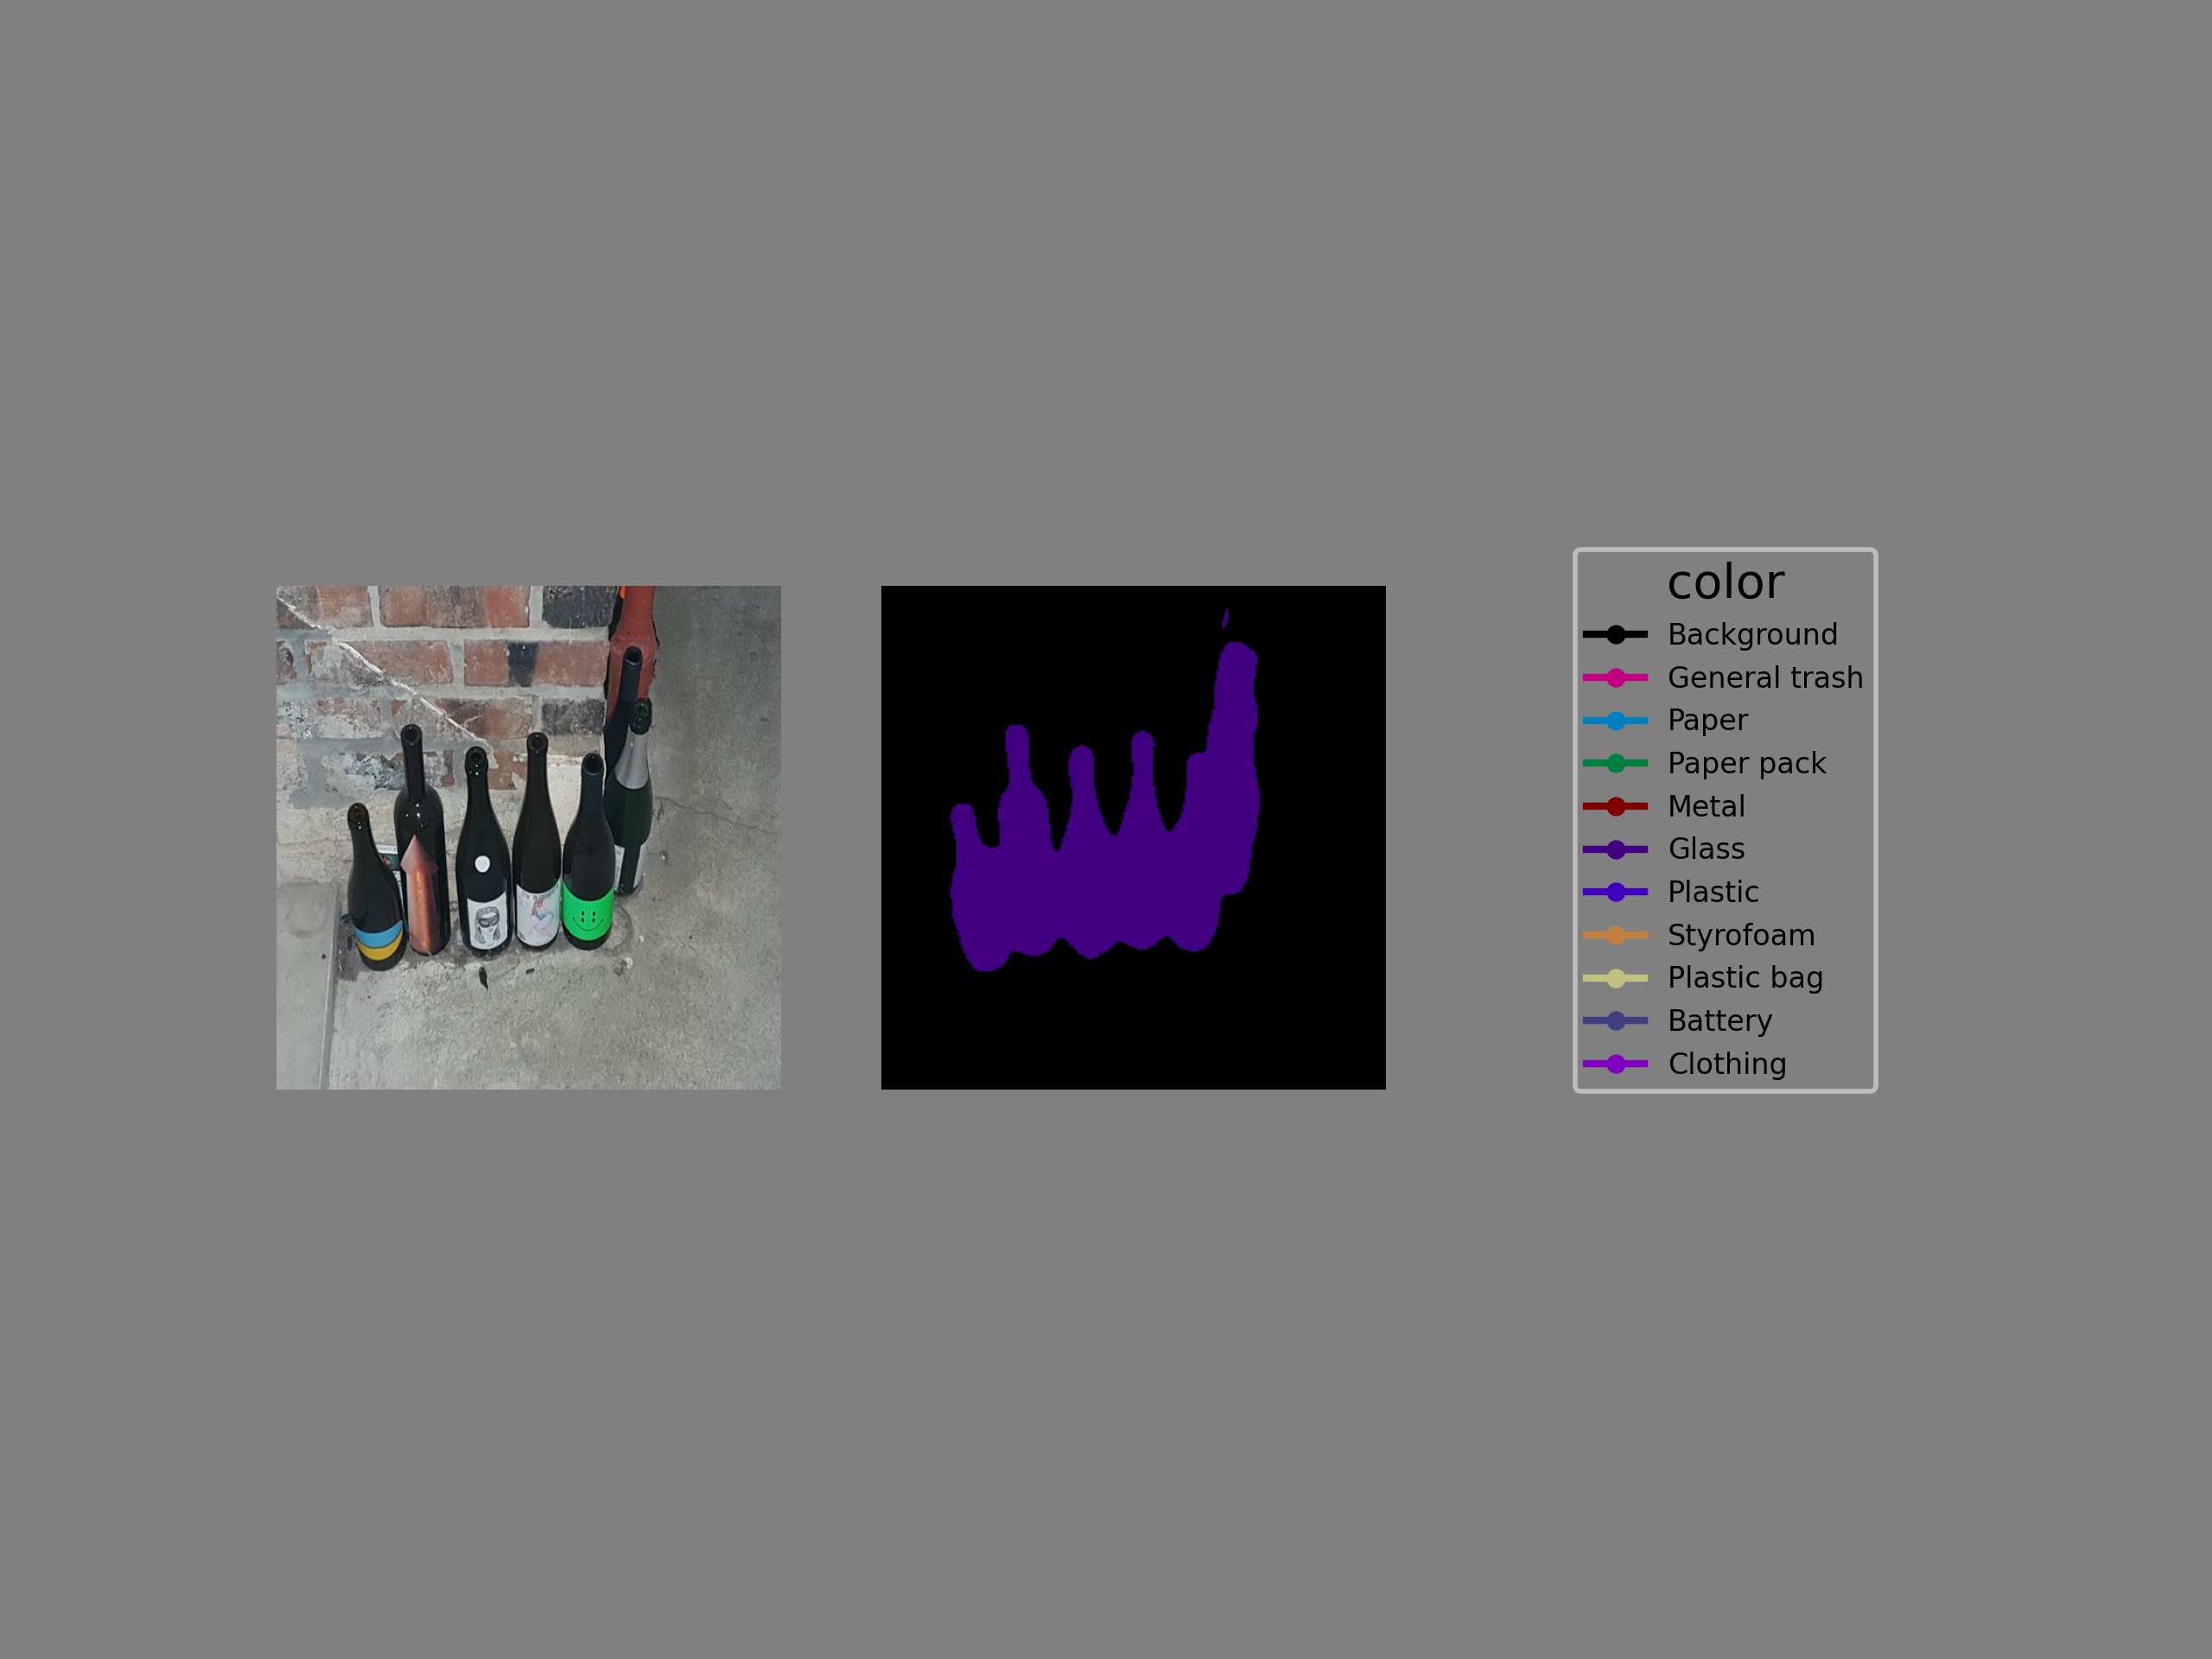 color
Background
General trash
Paper
Paper pack
Metal
Glass
Plastic
Styrofoam
Plastic bag
Battery
Clothing